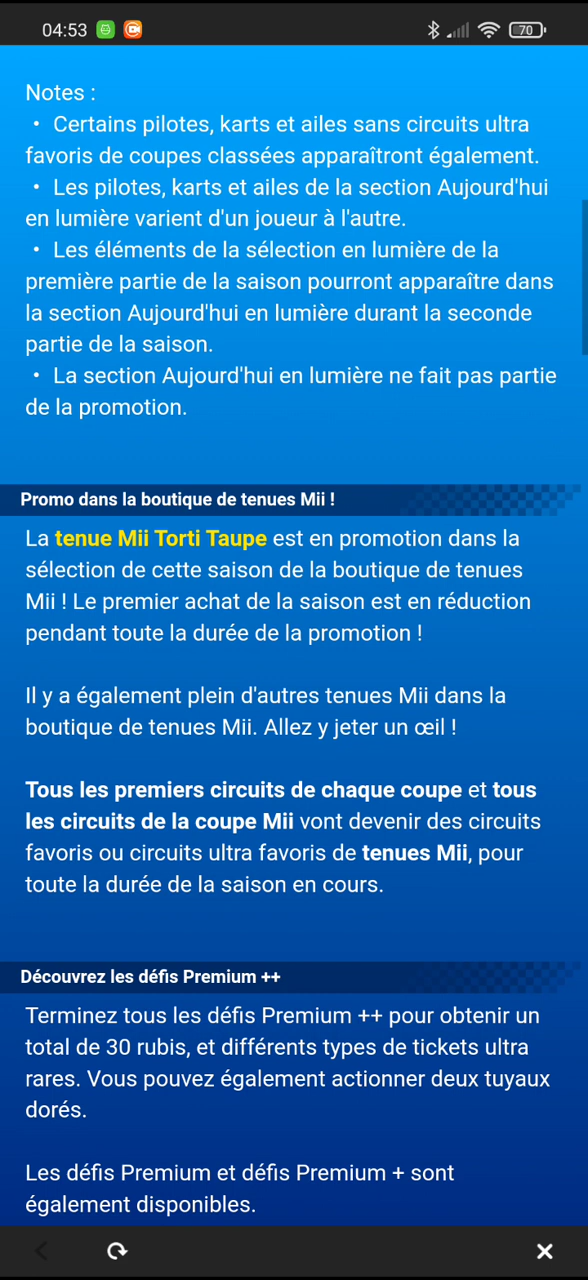 04:53
70
Notes :
・ Certains pilotes, karts et ailes sans circuits ultra
favoris de coupes classées apparaîtront également.
・ Les pilotes, karts et ailes de la section Aujourd'hui
en lumière varient d'un joueur à l'autre.
・ Les éléments de la sélection en lumière de la
première partie de la saison pourront apparaître dans
la section Aujourd'hui en lumière durant la seconde
partie de la saison.
・ La section Aujourd'hui en lumière ne fait pas partie
de la promotion.
Promo dans la boutique de tenues Mii !
La tenue Mii Torti Taupe est en promotion dans la
sélection de cette saison de la boutique de tenues
Mii ! Le premier achat de la saison est en réduction
pendant toute la durée de la promotion !
Il y a également plein d'autres tenues Mii dans la
boutique de tenues Mii. Allez y jeter un œil !
Tous les premiers circuits de chaque coupe et tous
les circuits de la coupe Mii vont devenir des circuits
favoris ou circuits ultra favoris de tenues Mii, pour
toute la durée de la saison en cours.
Découvrez les défis Premium ++
Terminez tous les défis Premium ++ pour obtenir un
total de 30 rubis, et différents types de tickets ultra
rares. Vous pouvez également actionner deux tuyaux
dorés.
Les défis Premium et défis Premium + sont
également disponibles.